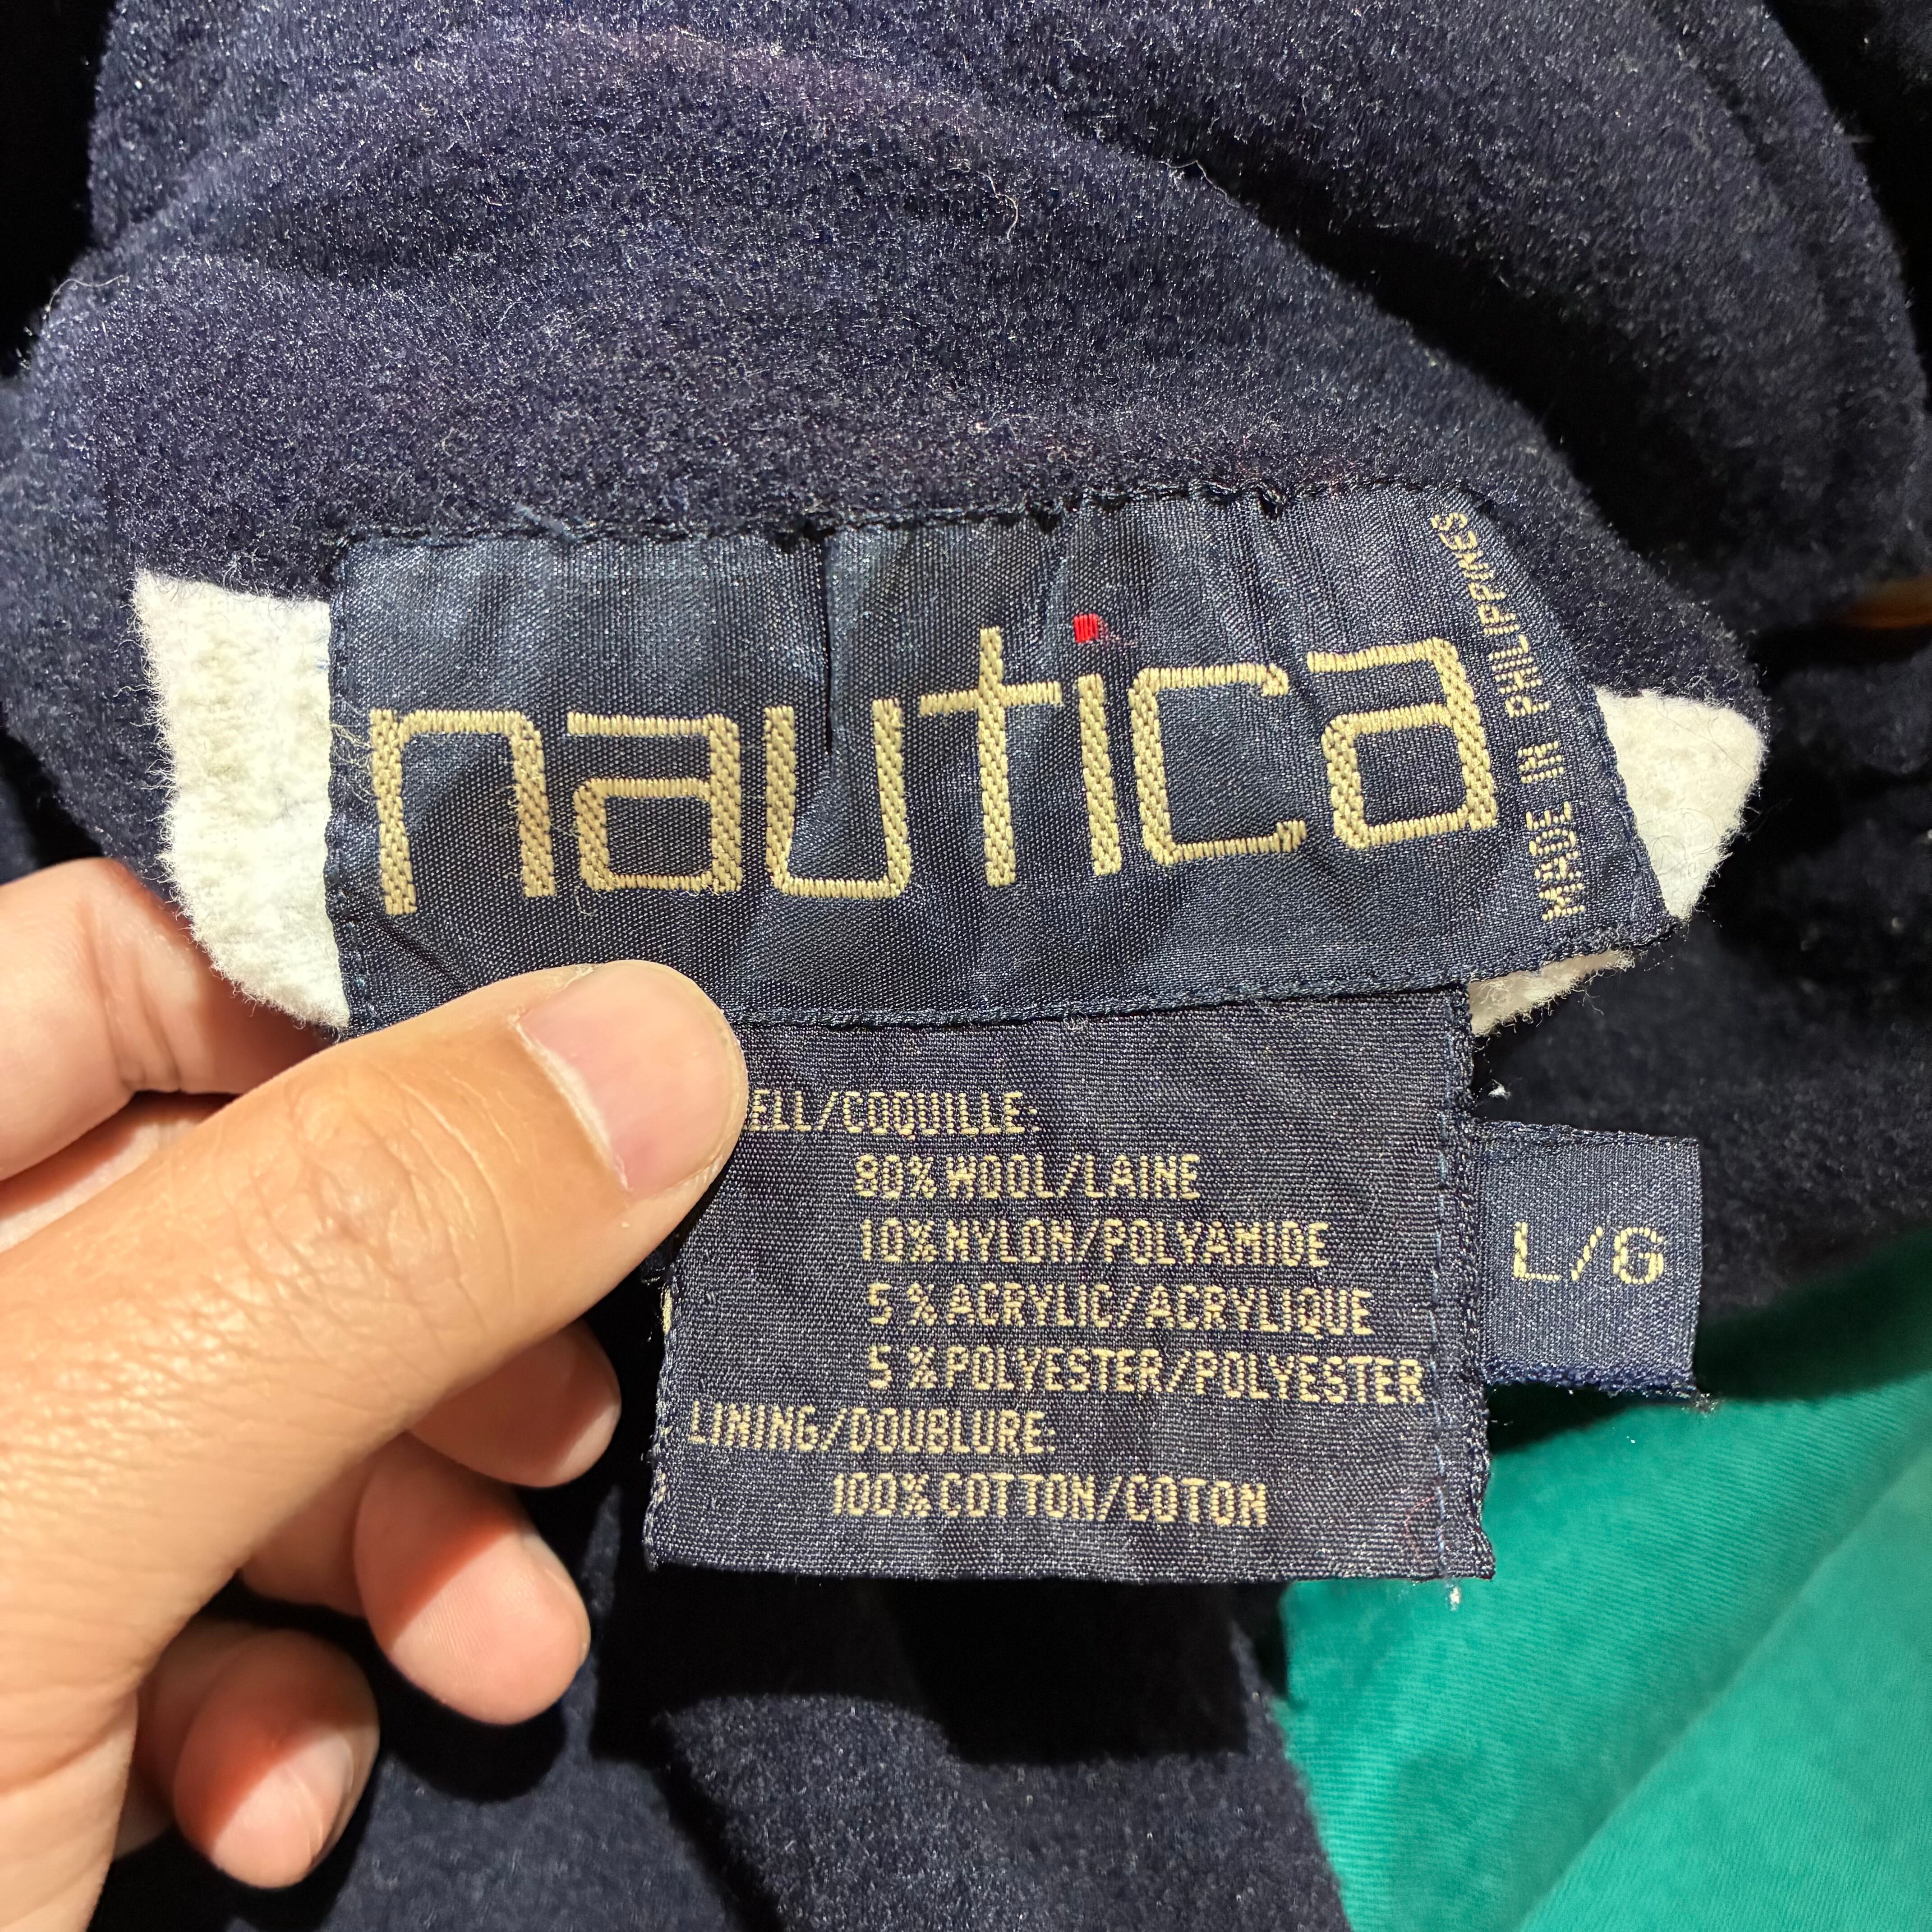 nautica
MADE IN PHILIPPINES
ELL/COQUILLE:
80% WOOL/LAINE
10% NYLON/POLYAMIDE
5 % ACRYLIC/ACRYLIQUE
5 % POLYESTER/POLYESTER
LINING/DOUBLURE:
100% COTTON/COTON
L/G